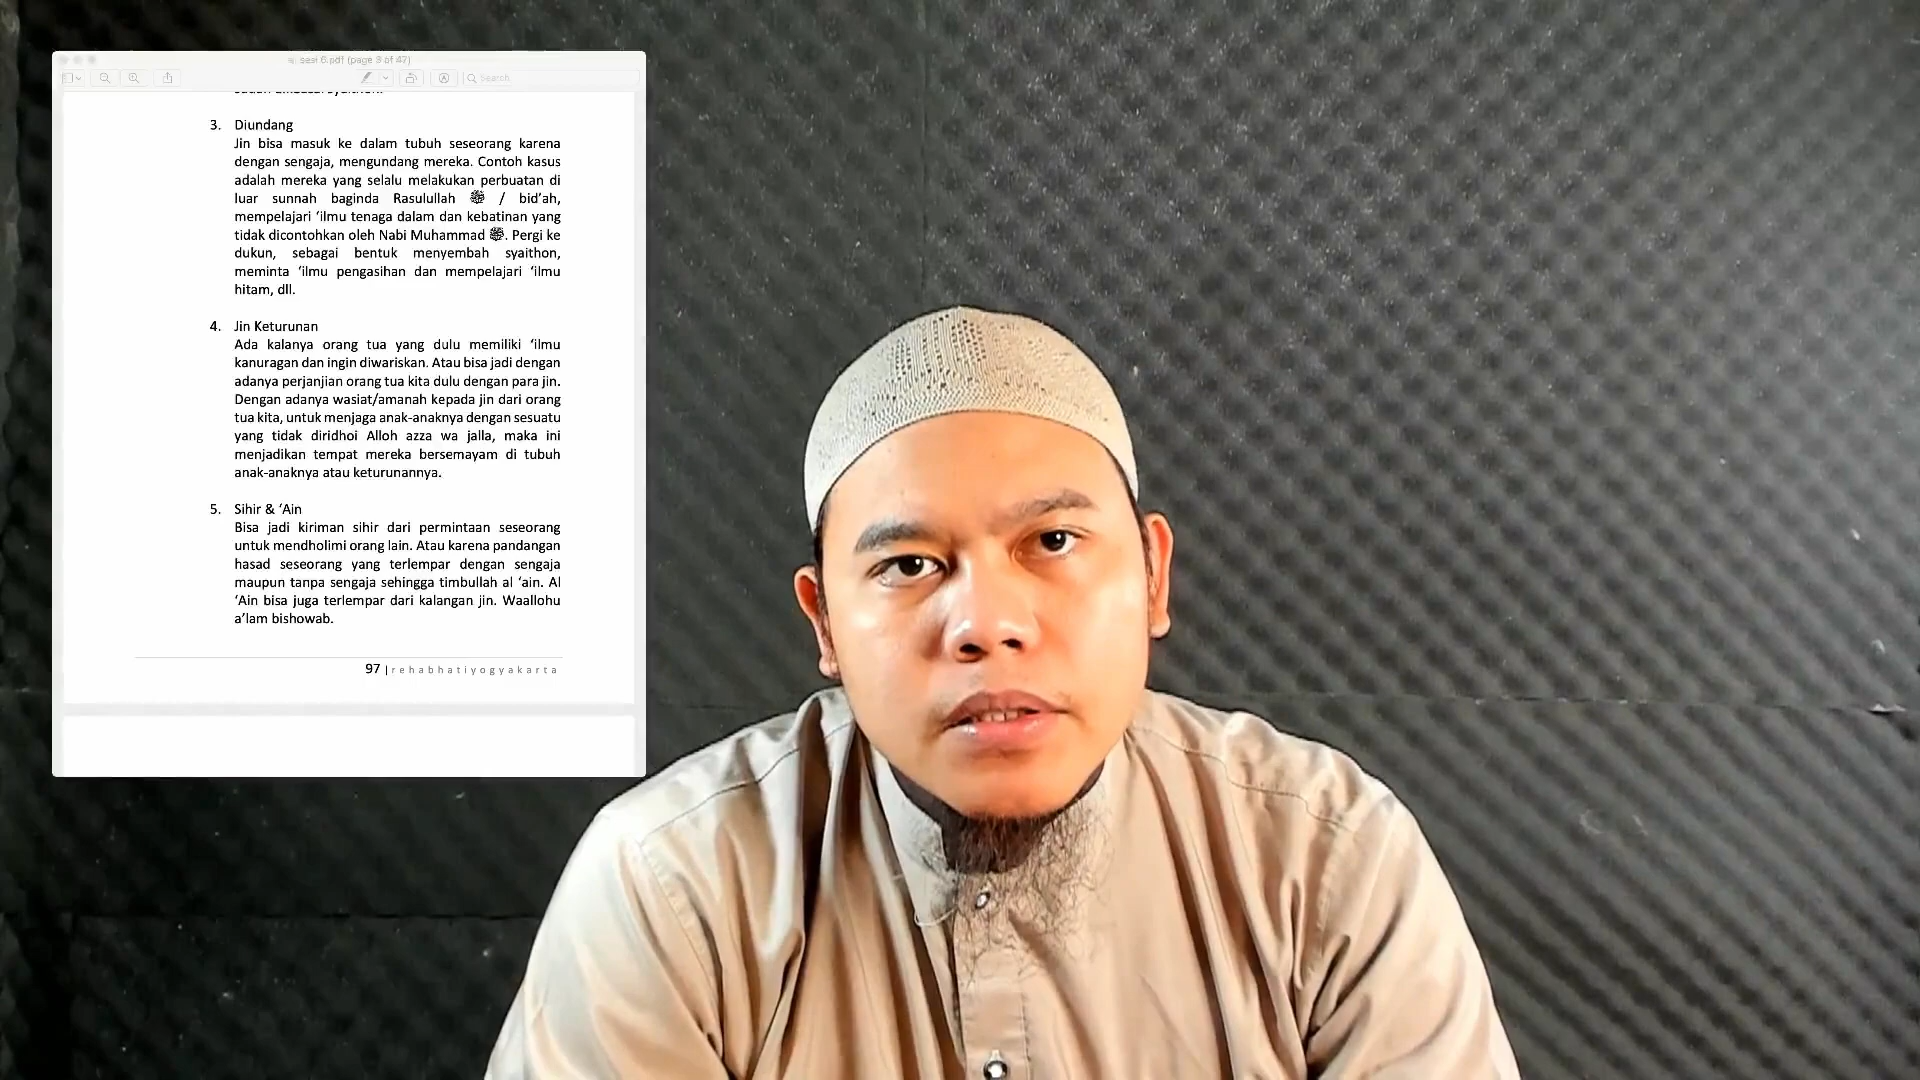 sesi 6.pdf (page 3 of 47)
Search
3. Diundang
Jin bisa masuk ke dalam tubuh seseorang karena
dengan sengaja, mengundang mereka. Contoh kasus
adalah mereka yang selalu melakukan perbuatan di
luar sunnah baginda Rasulullah ﷺ / bid’ah,
mempelajari ‘ilmu tenaga dalam dan kebatinan yang
tidak dicontohkan oleh Nabi Muhammad ﷺ. Pergi ke
dukun, sebagai bentuk menyembah syaithon,
meminta ‘ilmu pengasihan dan mempelajari ‘ilmu
hitam, dll.
4. Jin Keturunan
Ada kalanya orang tua yang dulu memiliki ‘ilmu
kanuragan dan ingin diwariskan. Atau bisa jadi dengan
adanya perjanjian orang tua kita dulu dengan para jin.
Dengan adanya wasiat/amanah kepada jin dari orang
tua kita, untuk menjaga anak-anaknya dengan sesuatu
yang tidak diridhoi Alloh azza wa jalla, maka ini
menjadikan tempat mereka bersemayam di tubuh
anak-anaknya atau keturunannya.
5. Sihir & ‘Ain
Bisa jadi kiriman sihir dari permintaan seseorang
untuk mendholimi orang lain. Atau karena pandangan
hasad seseorang yang terlempar dengan sengaja
maupun tanpa sengaja sehingga timbullah al ‘ain. Al
‘Ain bisa juga terlempar dari kalangan jin. Waallohu
a’lam bishowab.
97 | rehabhatiyogyakarta